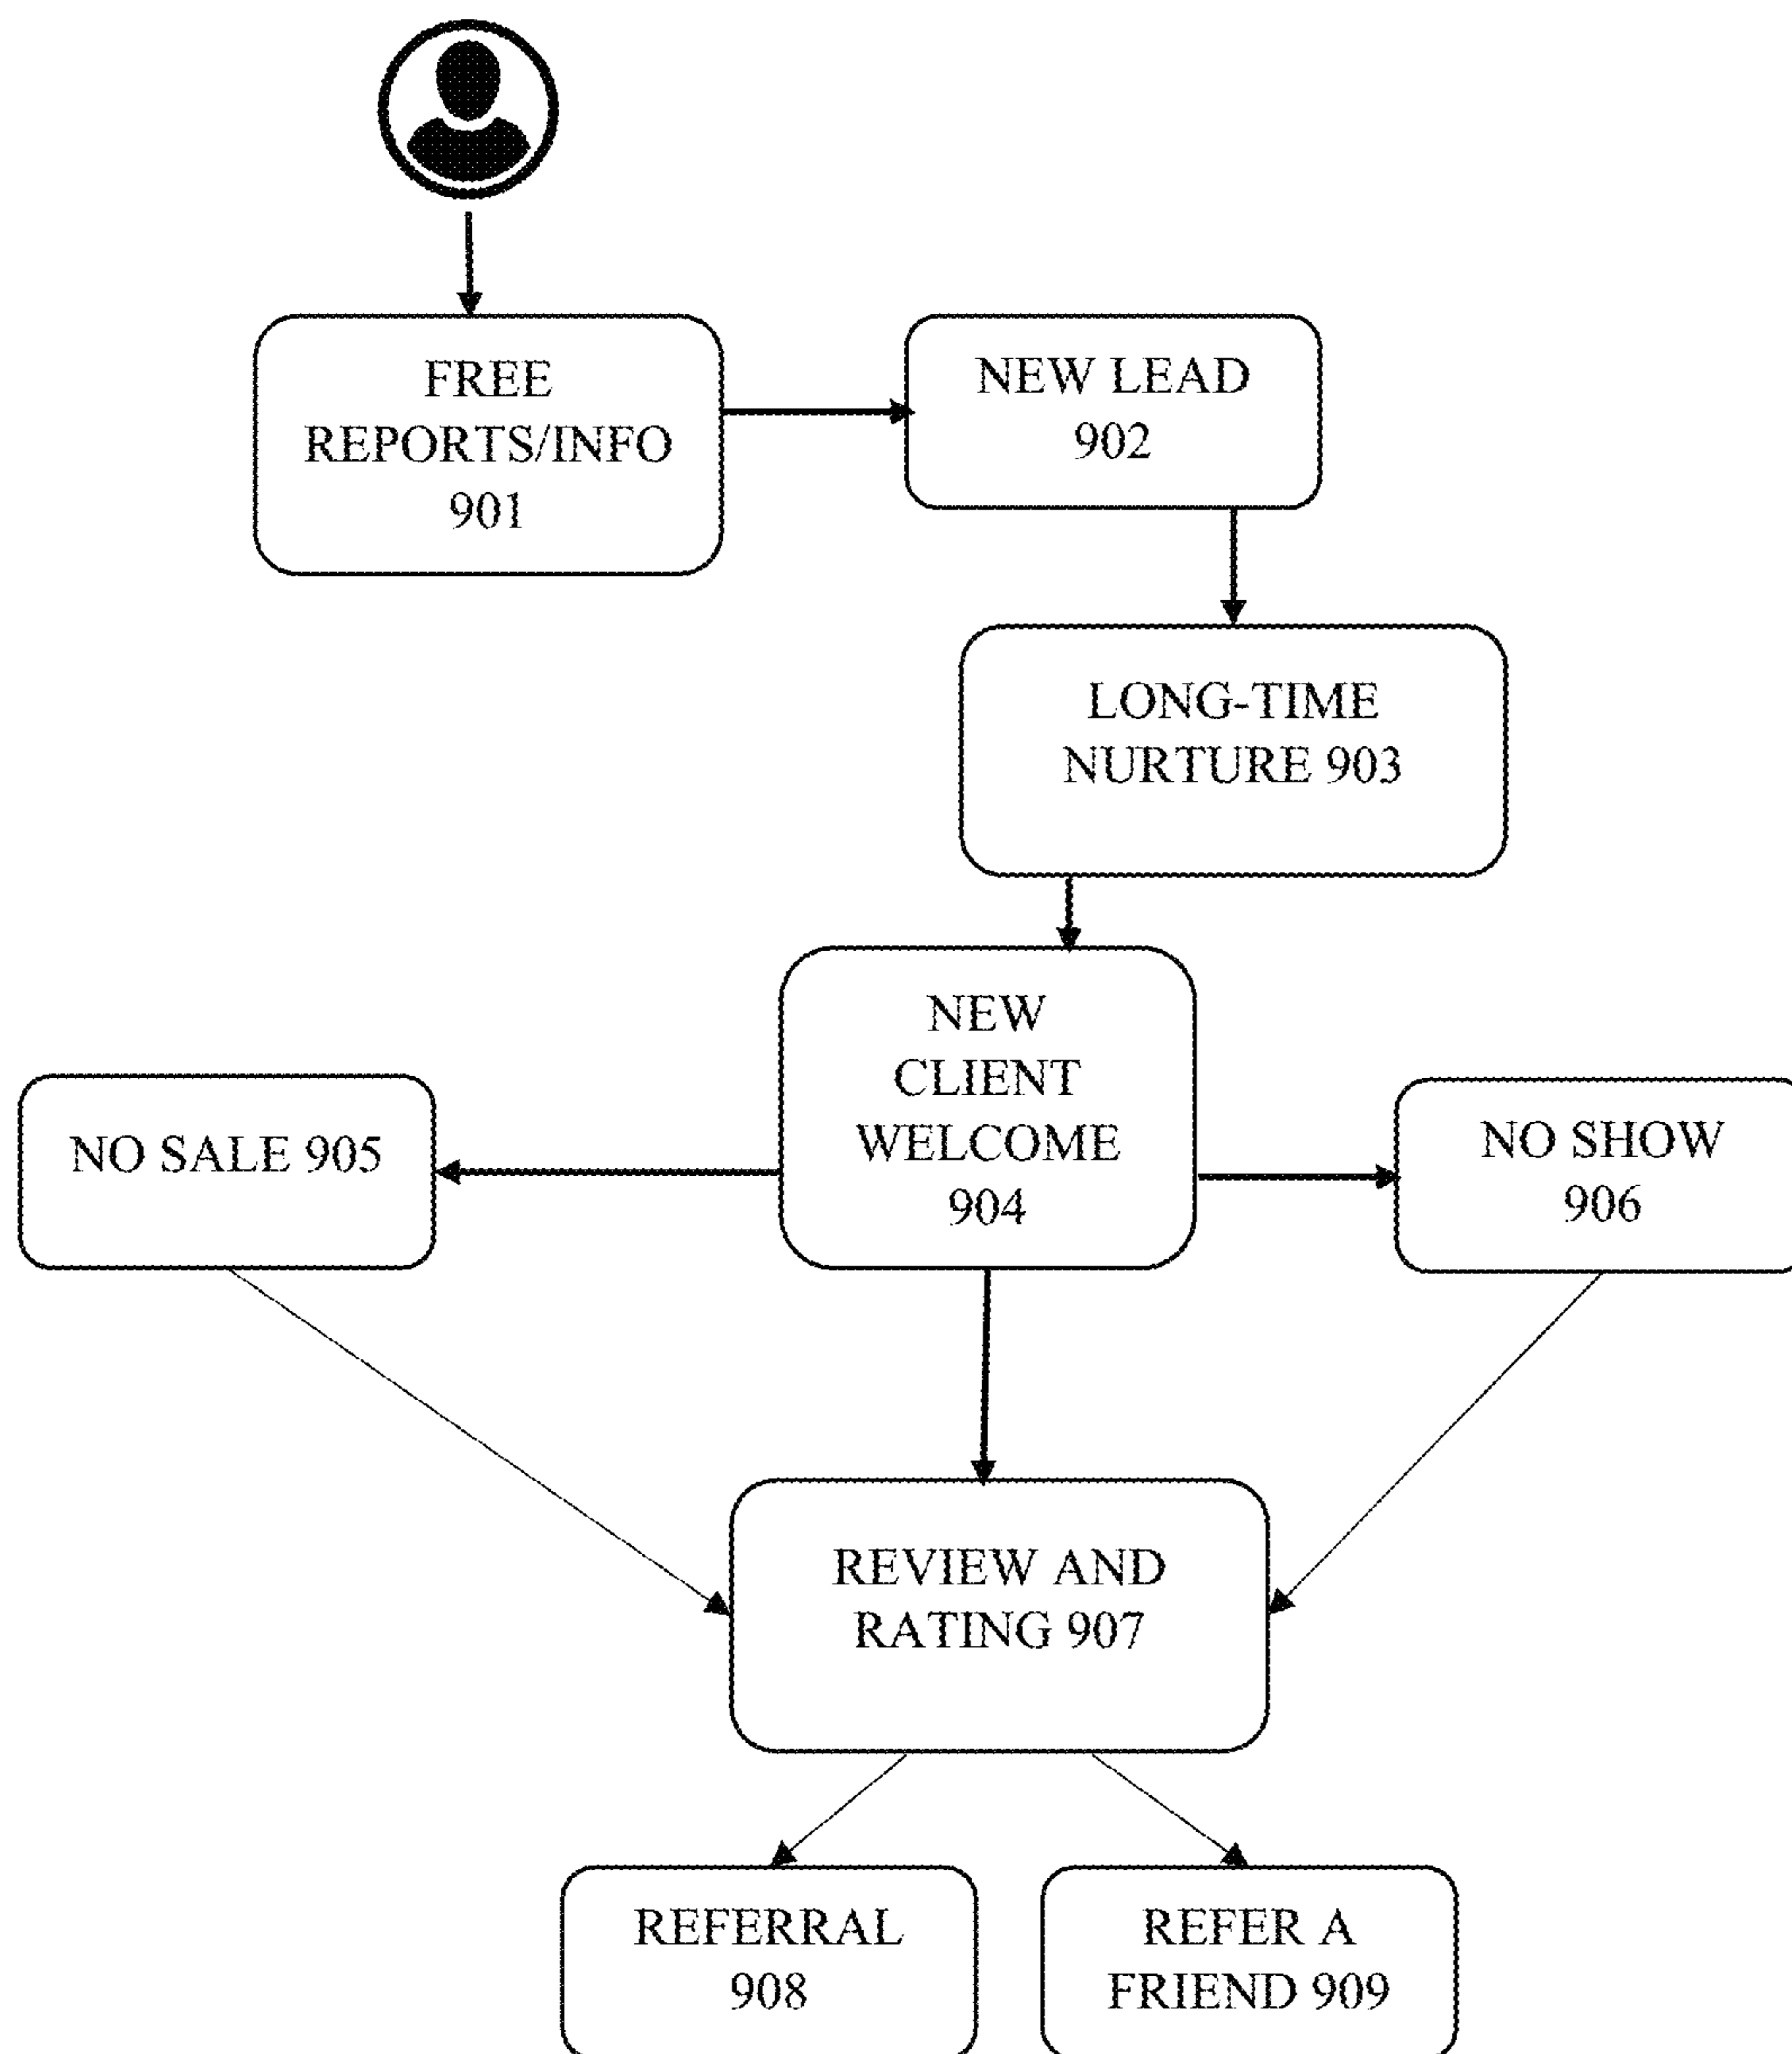 FREE
REPORTS/INFO
901
NEW LEAD
902
LONG-TIME
NURTURE 903
NEW
CLIENT
WELCOME
904
NO SALE 905
NO SHOW
906
REVIEW AND
RATING 907
REFERRAL
908
REFER A
FRIEND 909